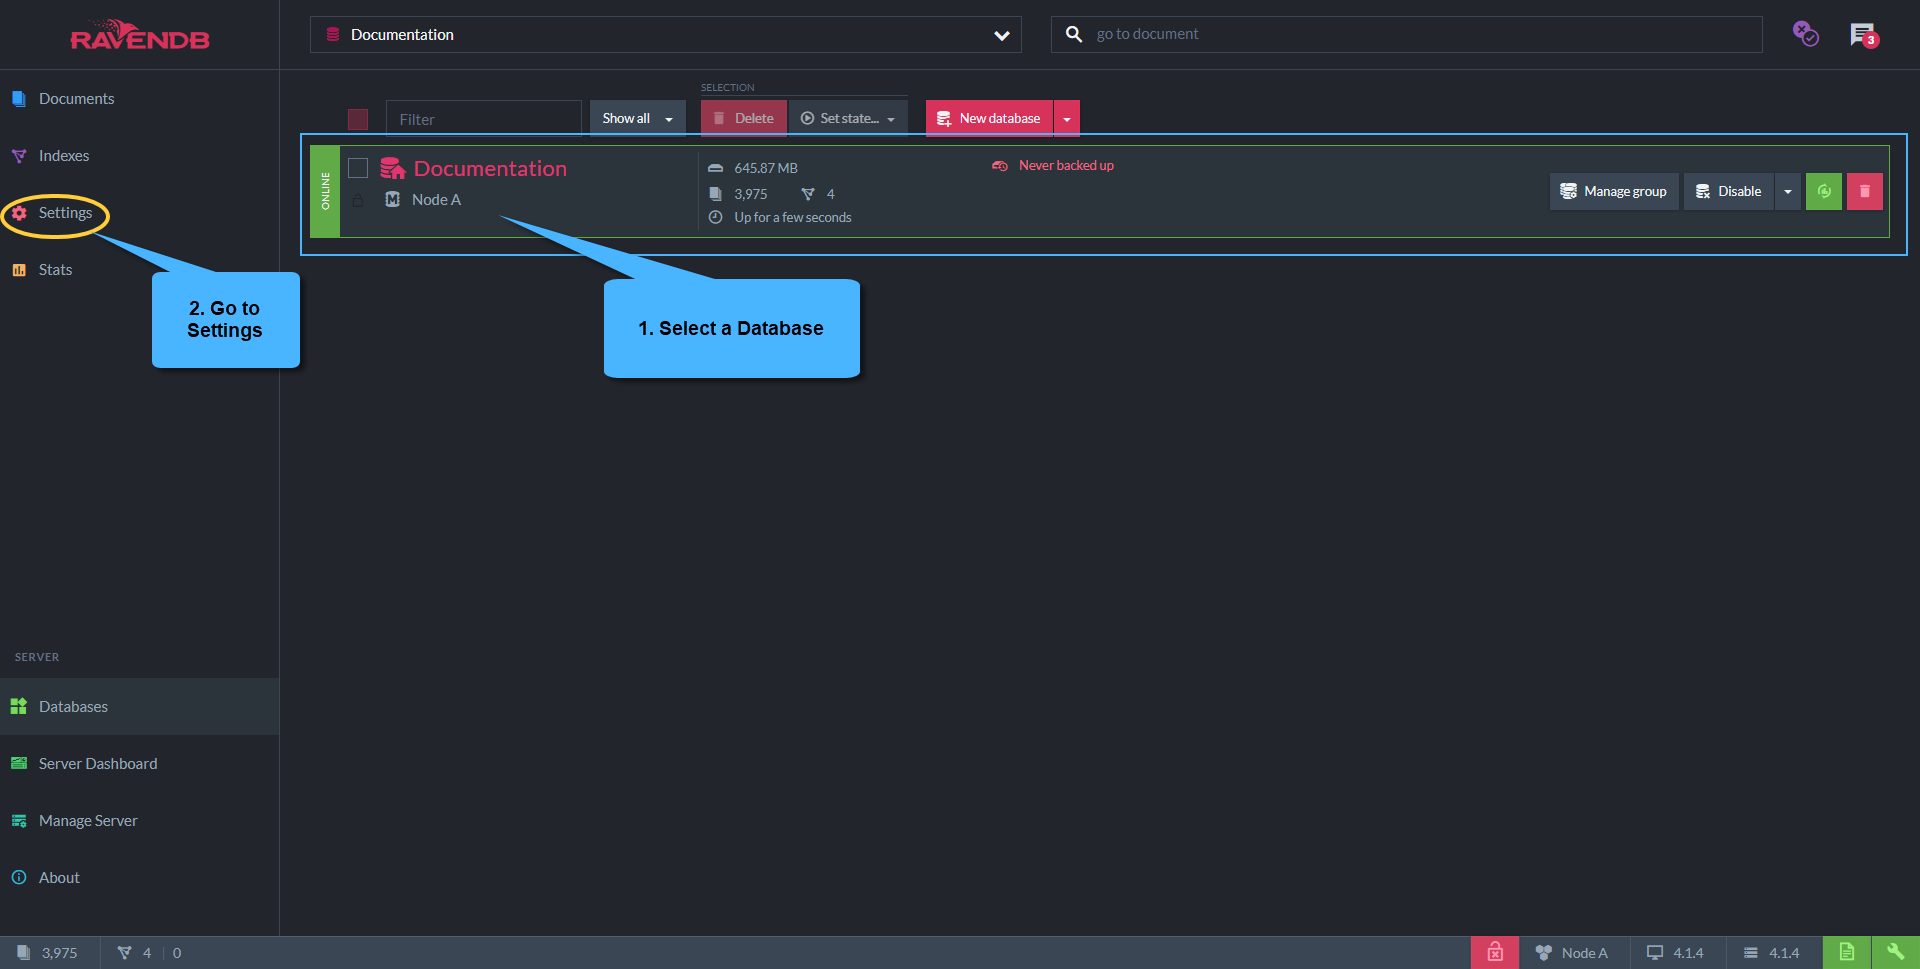 RAVENDB
Documentation
go to document
3
Documents
Indexes
Settings
Stats
SELECTION
Filter
Show all
Delete
Set state...
New database
ONLINE
Documentation
Node A
645.87 MB
3,975
4
Up for a few seconds
Never backed up
Manage group
Disable
2. Go to
Settings
1. Select a Database
SERVER
Databases
Server Dashboard
Manage Server
About
3,975
4
0
Node A
4.1.4
4.1.4